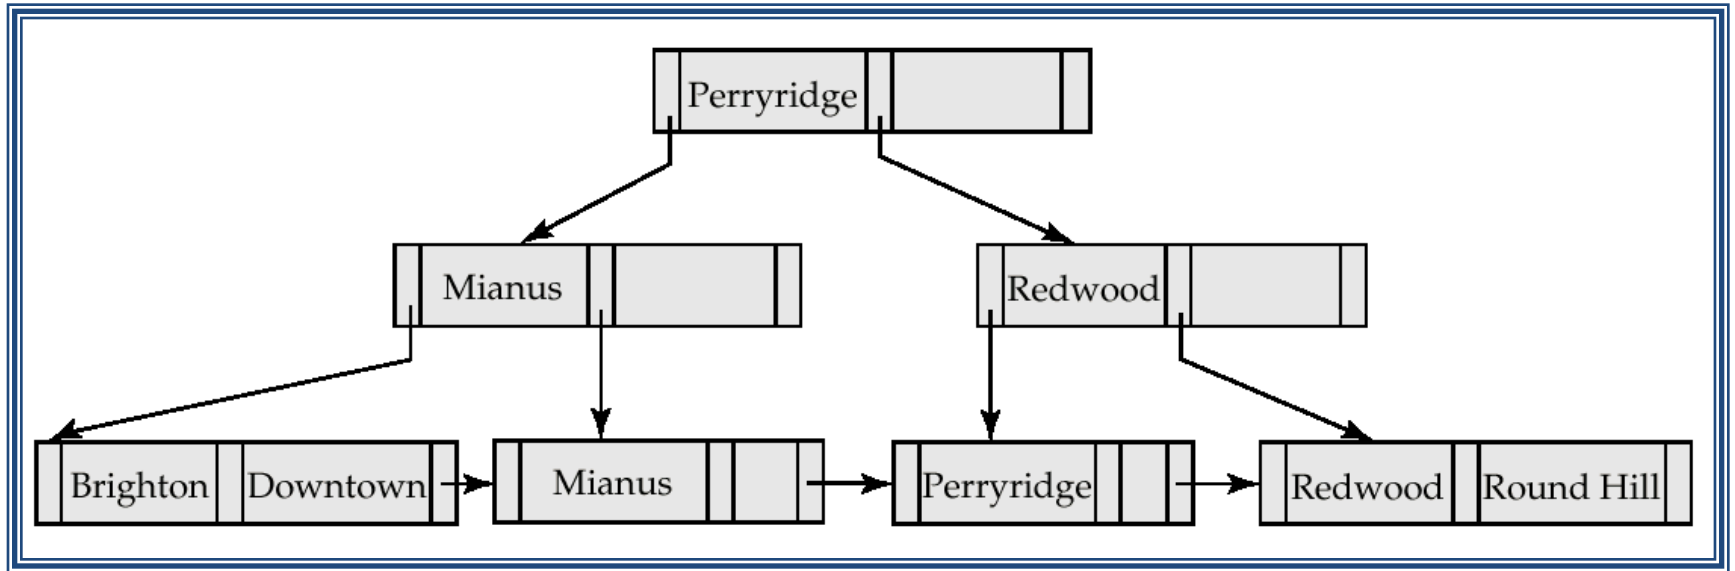 Perryridge
Mianus
Redwood
Brighton Downtown Mianus Perryridge Redwood Round Hill